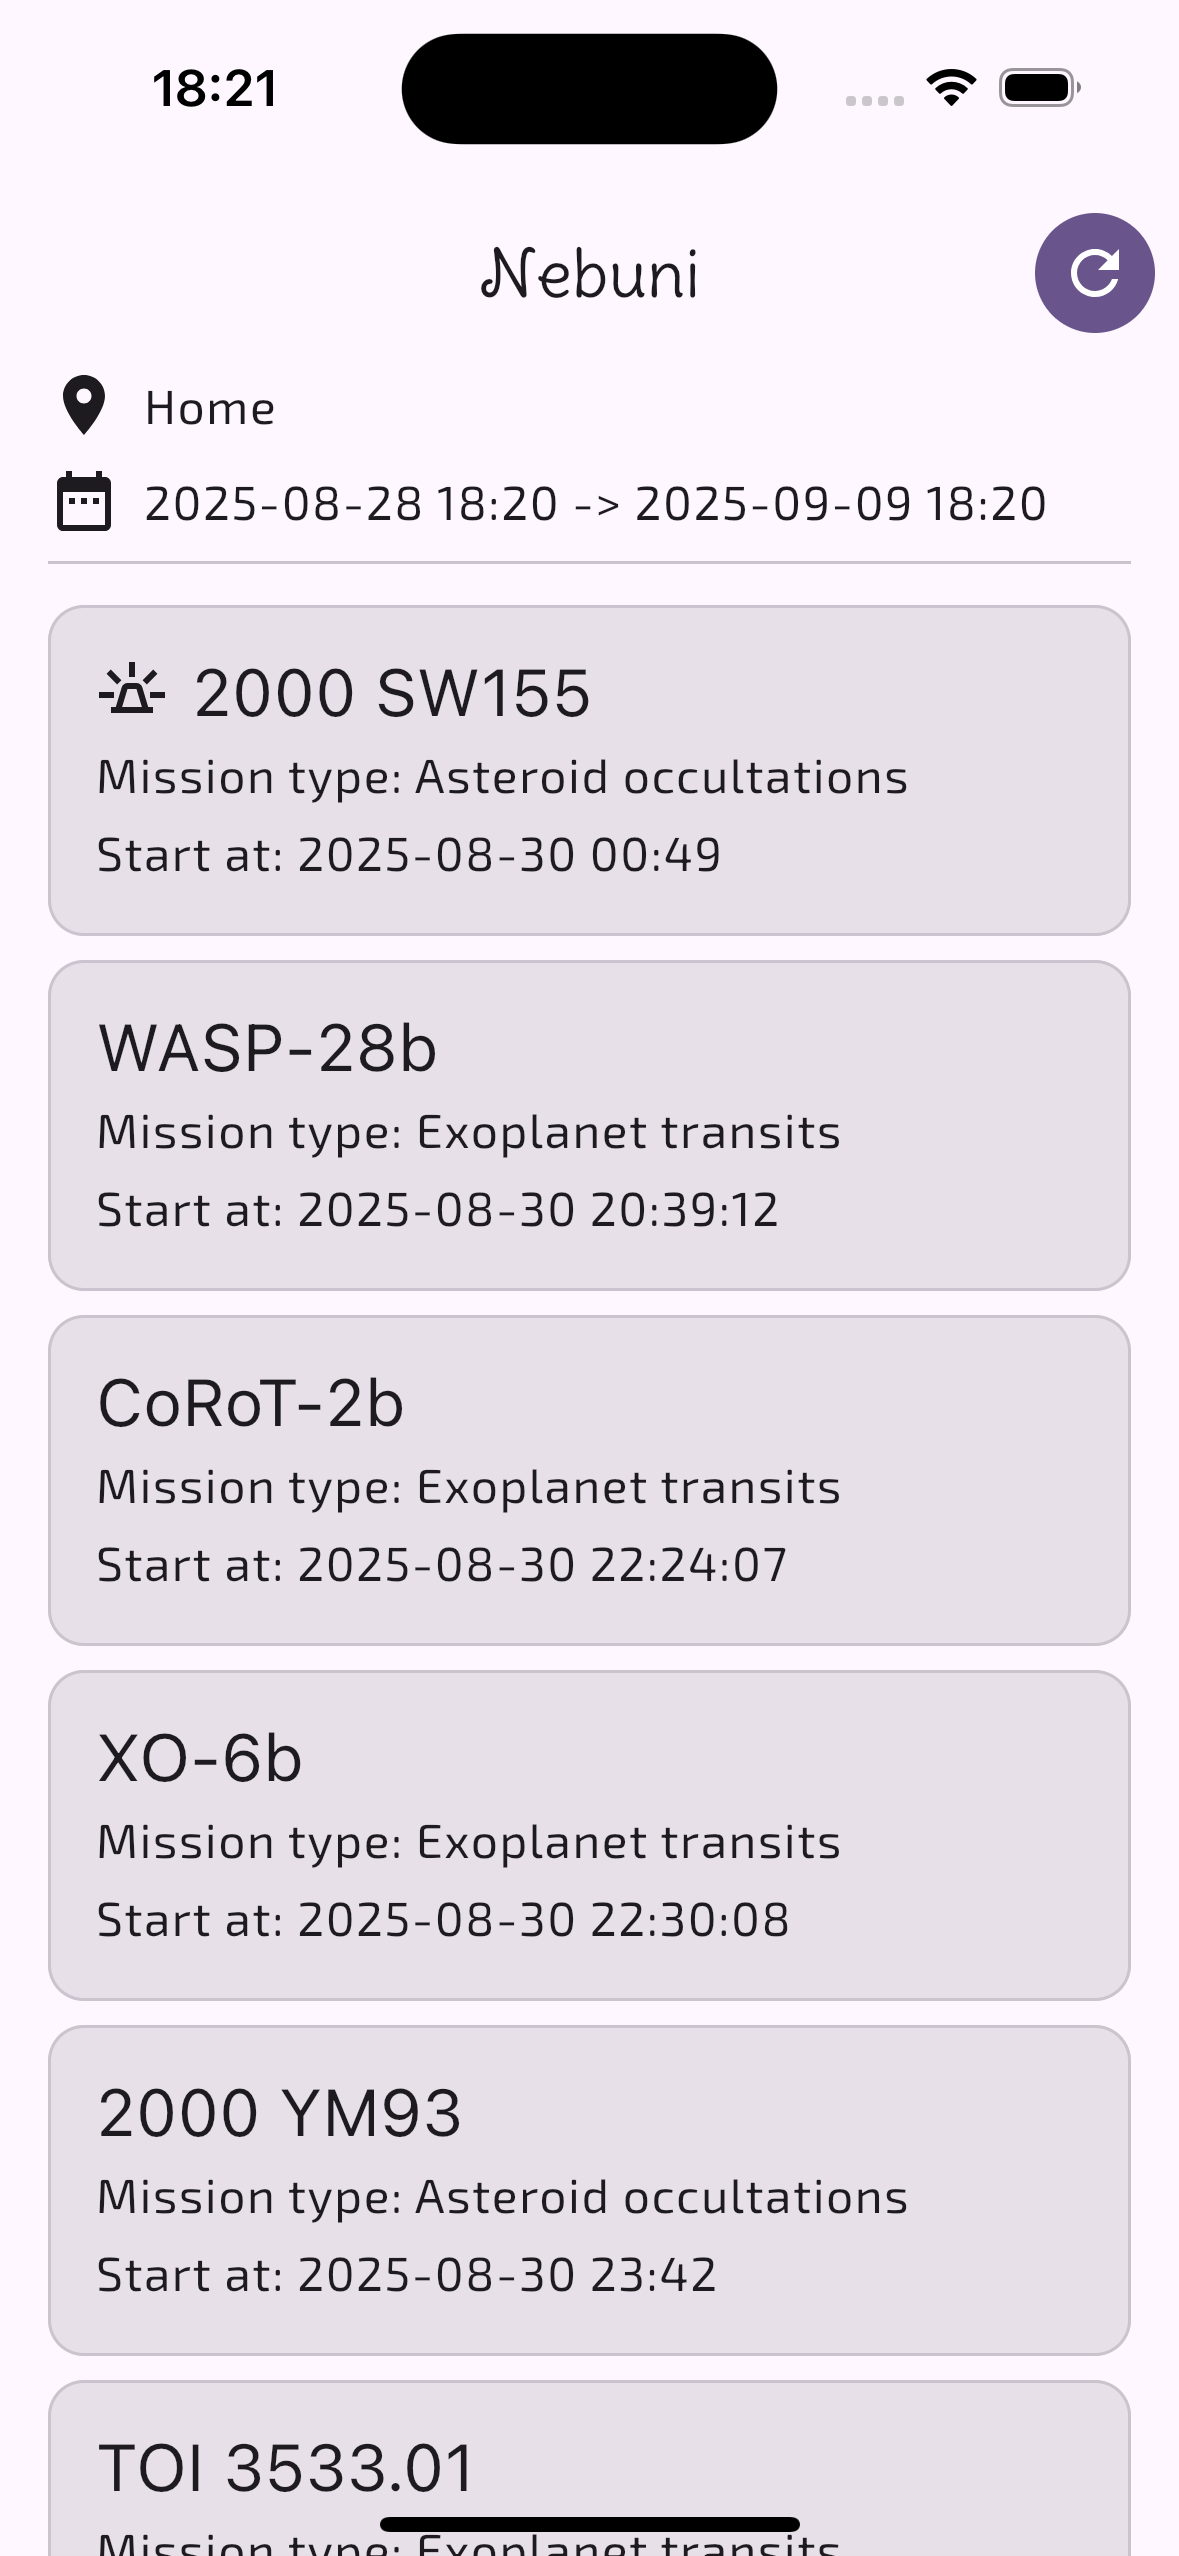 18:21
Nebuni
Home
2025-08-28 18:20 -> 2025-09-09 18:20
2000 SW155
Mission type: Asteroid occultations
Start at: 2025-08-30 00:49
WASP-28b
Mission type: Exoplanet transits
Start at: 2025-08-30 20:39:12
CoRoT-2b
Mission type: Exoplanet transits
Start at: 2025-08-30 22:24:07
XO-6b
Mission type: Exoplanet transits
Start at: 2025-08-30 22:30:08
2000 YM93
Mission type: Asteroid occultations
Start at: 2025-08-30 23:42
TOI 3533.01
Mission type: Exoplanet transits